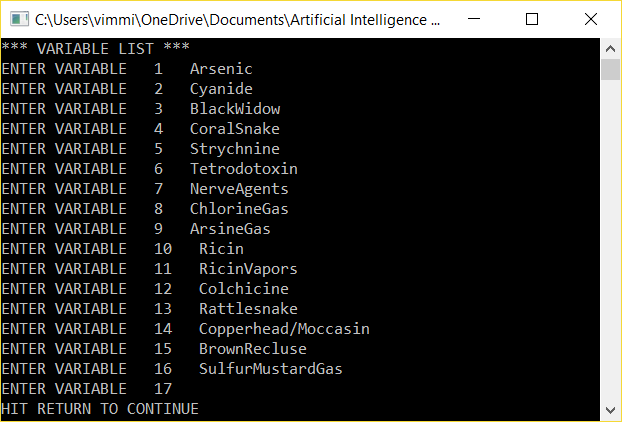 C:\Users\vimmi\OneDrive\Documents\Artificial Intelligence ...
*** VARIABLE LIST ***
ENTER VARIABLE   1   Arsenic
ENTER VARIABLE   2   Cyanide
ENTER VARIABLE   3   BlackWidow
ENTER VARIABLE   4   CoralSnake
ENTER VARIABLE   5   Strychnine
ENTER VARIABLE   6   Tetrodotoxin
ENTER VARIABLE   7   NerveAgents
ENTER VARIABLE   8   ChlorineGas
ENTER VARIABLE   9   ArsineGas
ENTER VARIABLE   10   Ricin
ENTER VARIABLE   11   RicinVapors
ENTER VARIABLE   12   Colchicine
ENTER VARIABLE   13   Rattlesnake
ENTER VARIABLE   14   Copperhead/Moccasin
ENTER VARIABLE   15   BrownRecluse
ENTER VARIABLE   16   SulfurMustardGas
ENTER VARIABLE   17
HIT RETURN TO CONTINUE